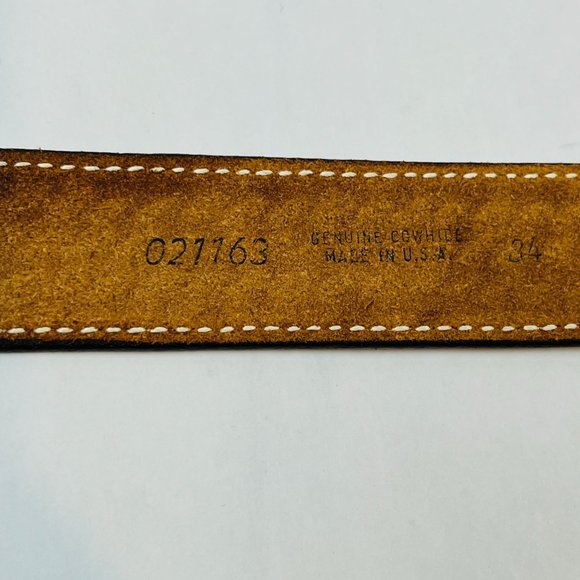 021163
GENUINE COWHIDE
MADE IN U.S.A.
34